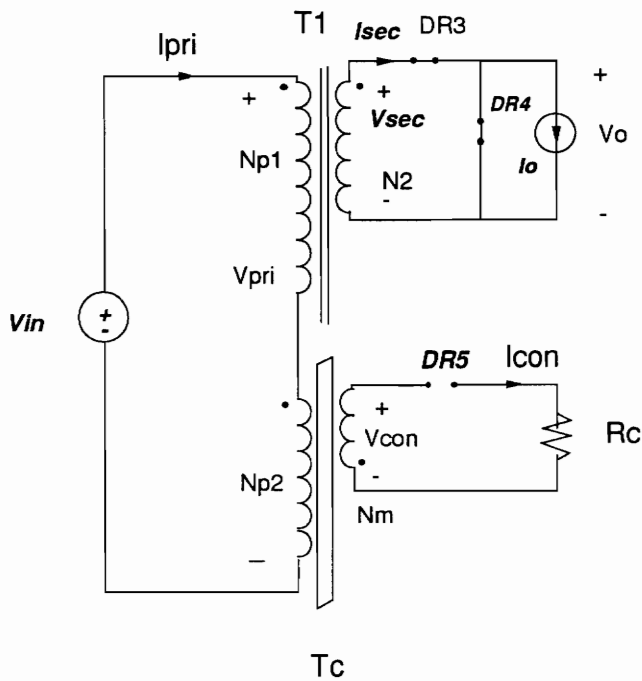 T1
Ipri
Isec
DR3
+
+
+
Vsec
DR4
Vo
Np1
Io
N2
-
-
Vpri
Vin
+
-
DR5
Icon
+
Vcon
Rc
Np2
-
Nm
–
Tc